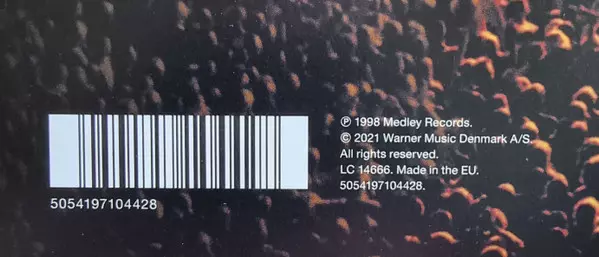 5054197104428
℗ 1998 Medley Records.
© 2021 Warner Music Denmark A/S.
All rights reserved.
LC 14666. Made in the EU.
5054197104428.